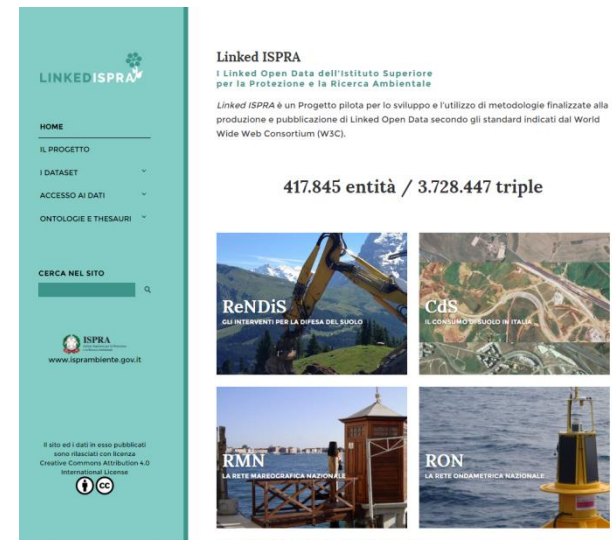 LINKEDISPRA
HOME
IL PROGETTO
I DATASET
ACCESSO AI DATI
ONTOLOGIE E THESAURI
CERCA NEL SITO
ISPRA
www.isprambiente.gov.it
Il sito ed i dati in esso pubblicati
sono rilasciati con licenza
Creative Commons Attribution 4.0
International License
cc
Linked ISPRA
I Linked Open Data dell'Istituto Superiore
per la Protezione e la Ricerca Ambientale
Linked ISPRA è un Progetto pilota per lo sviluppo e l'utilizzo di metodologie finalizzate alla
produzione e pubblicazione di Linked Open Data secondo gli standard indicati dal World
Wide Web Consortium (W3C).
417.845 entità / 3.728.447 triple
ReNDiS
GLI INTERVENTI PER LA DIFESA DEL SUOLO
CdS
IL CONSUMO DI SUOLO IN ITALIA
RMN
LA RETE MAREOGRAFICA NAZIONALE
RON
LA RETE ONDAMETRICA NAZIONALE